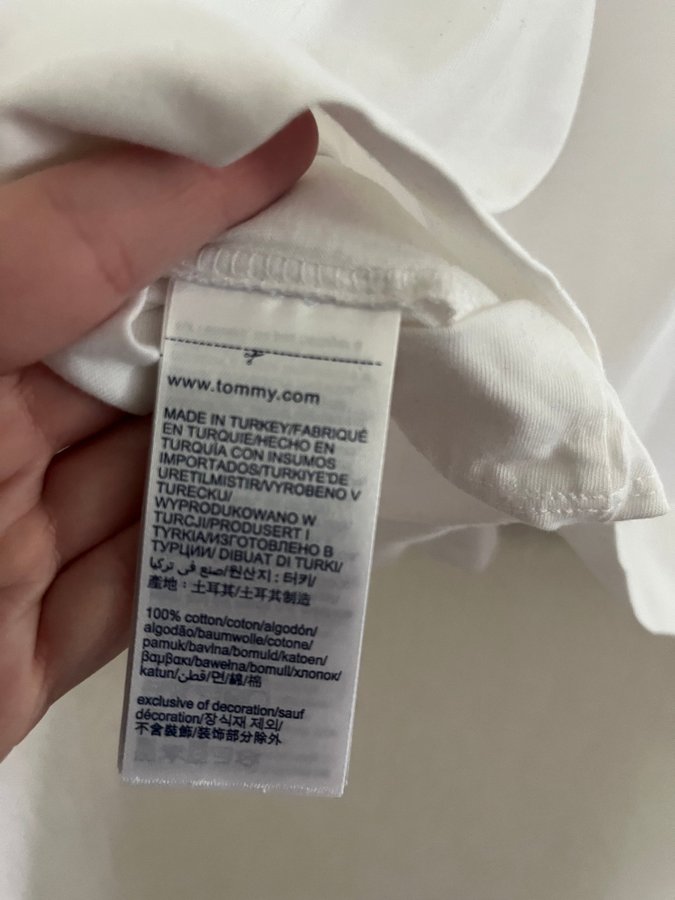 www.tommy.com
MADE IN TURKEY/FABRIQUÉ
EN TURQUIE/HECHO EN
TURQUÍA CON INSUMOS
IMPORTADOS/TURKIYE'DE
URETILMISTIR/VYROBENO V
TURECKU/
WYPRODUKOWANO W
TURCJI/PRODUSERT I
TYRKIA/ИЗГОТОВЛЕНО В
ТУРЦИИ/ DIBUAT DI TURKI/
صنع في تركيا/원산지 : 터키/
產地 : 土耳其/土耳其制造
100% cotton/coton/algodón/
algodão/baumwolle/cotone/
pamuk/bavlna/bomuld/katoen/
βαμβακι/bawełna/bomull/хлопок/
katun/قطن/면/綿/棉
exclusive of decoration/sauf
décoration/장식재 제외/
不含裝飾/装饰部分除外